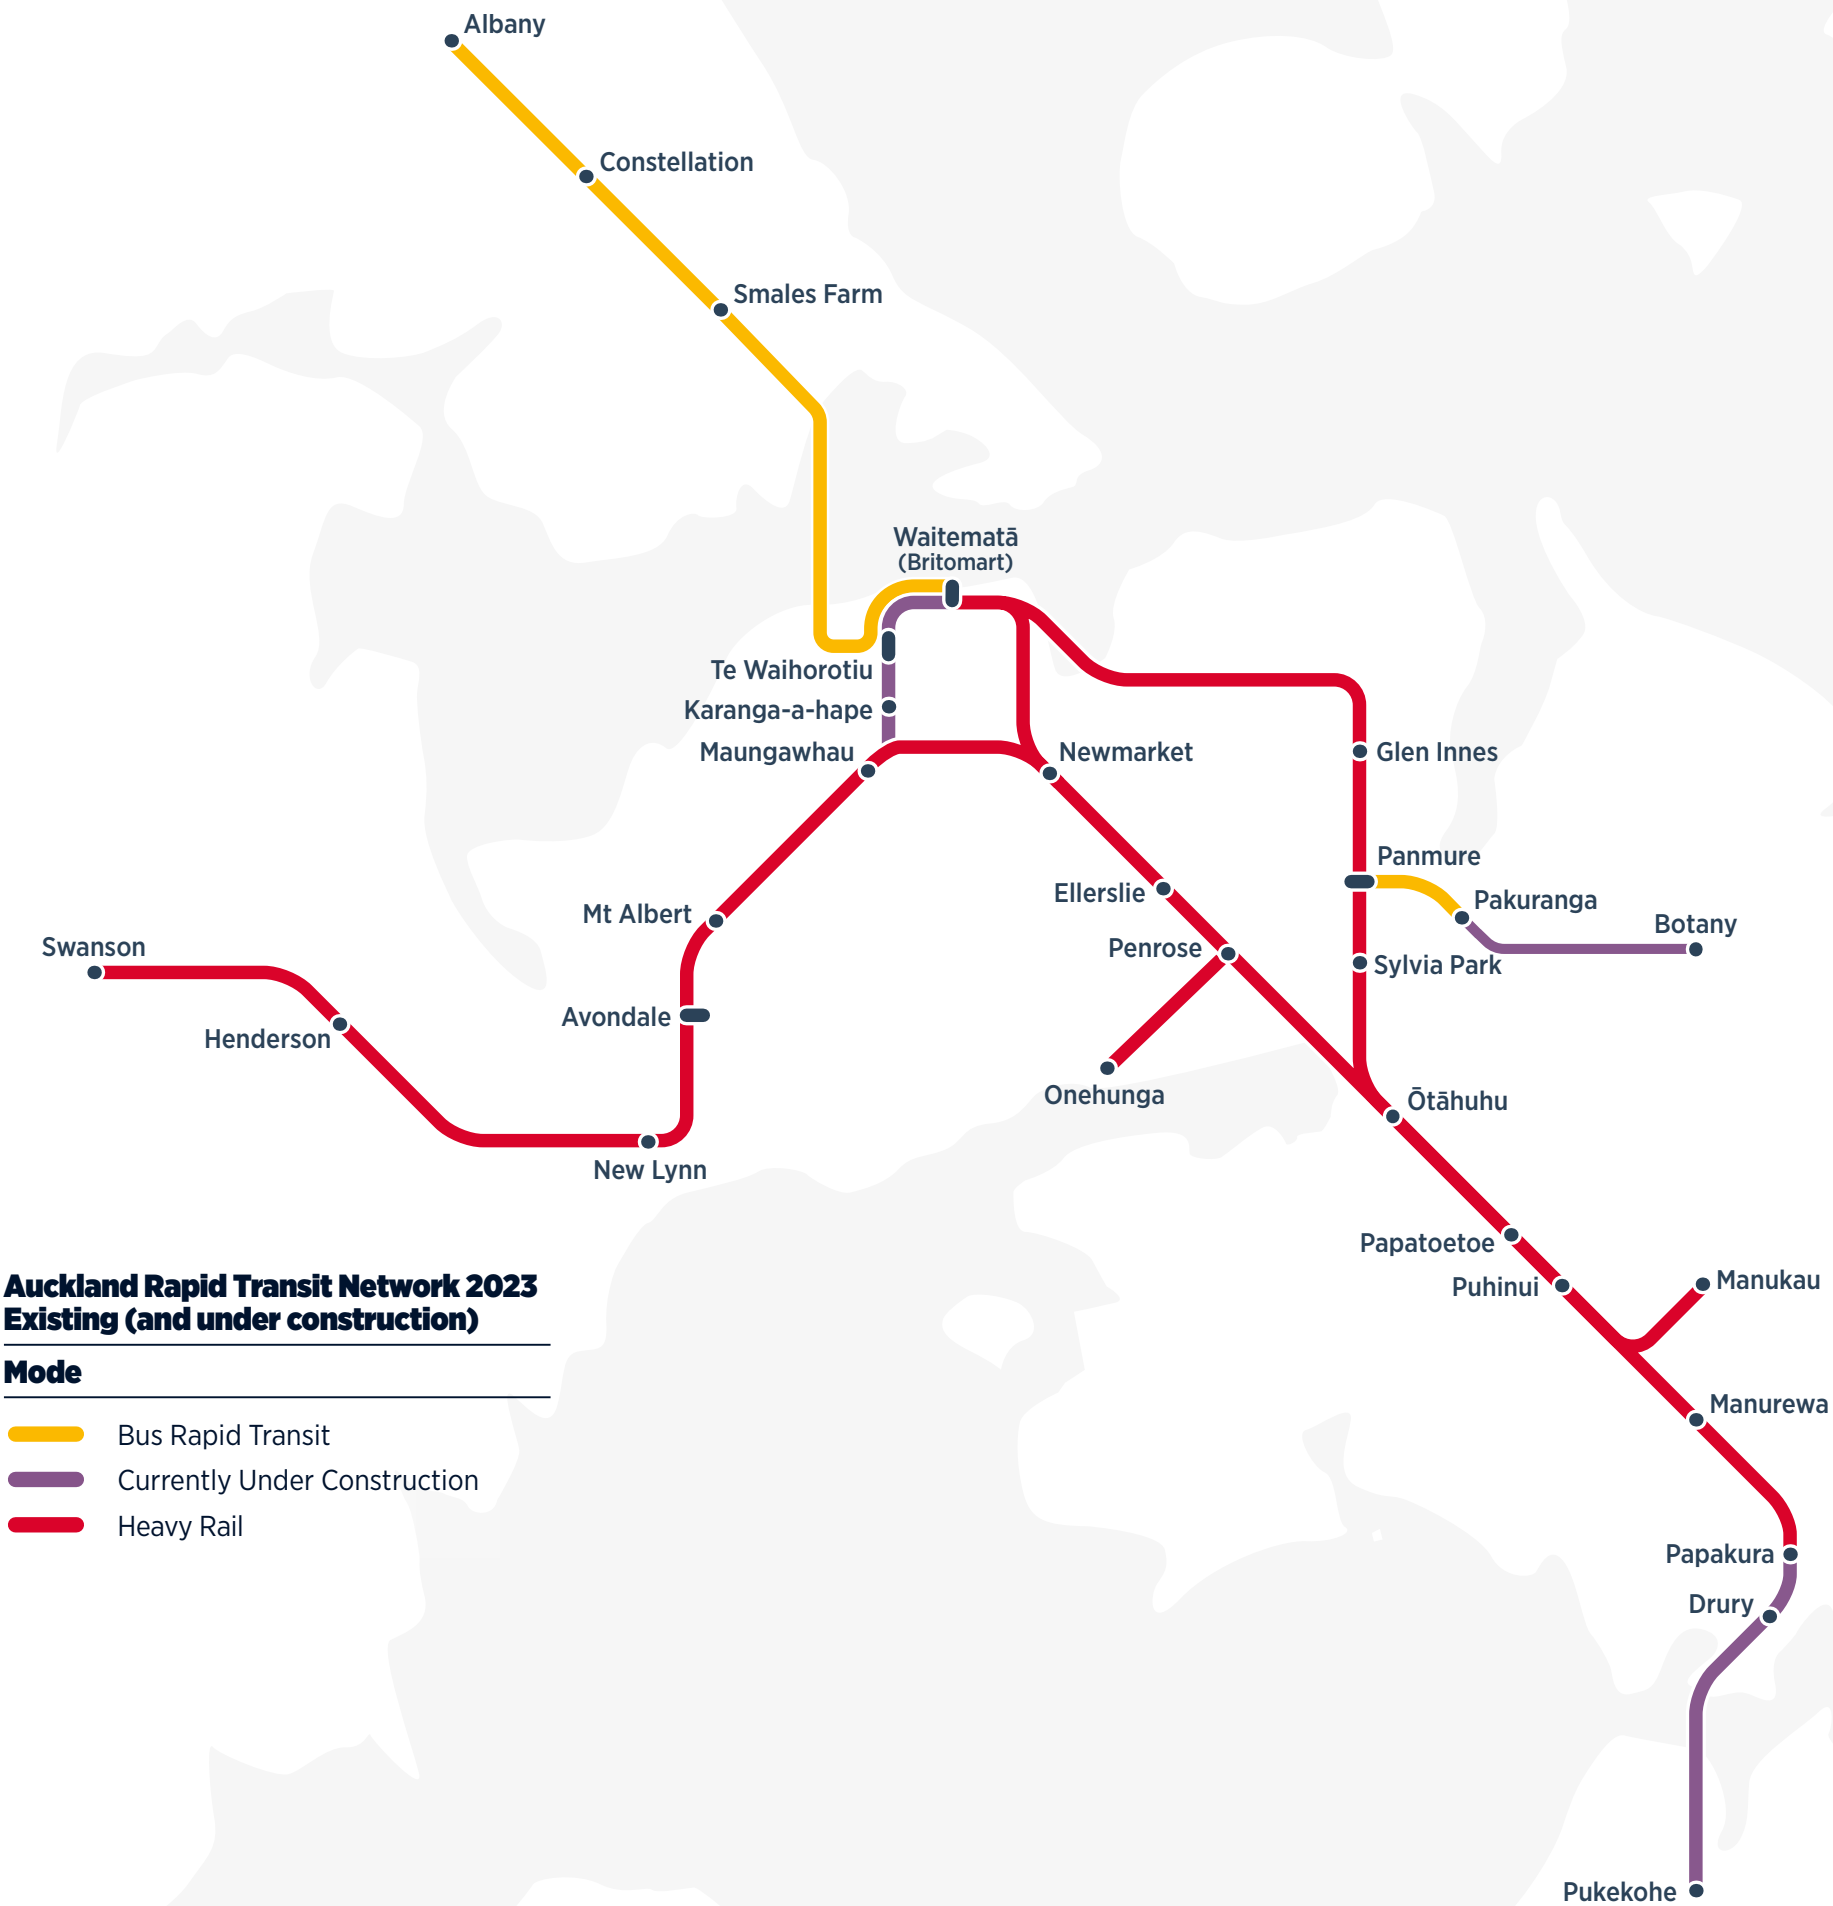 Albany
Constellation
Smales Farm
Waitematā
(Britomart)
Te Waihorotiu
Karanga-a-hape
Maungawhau
Newmarket
Glen Innes
Panmure
Ellerslie
Pakuranga
Mt Albert
Botany
Swanson
Penrose
Sylvia Park
Avondale
Henderson
Onehunga
Ōtāhuhu
New Lynn
Papatoetoe
Puhinui
Manukau
Auckland Rapid Transit Network 2023
Existing (and under construction)
Mode
Manurewa
Bus Rapid Transit
Currently Under Construction
Heavy Rail
Papakura
Drury
Pukekohe